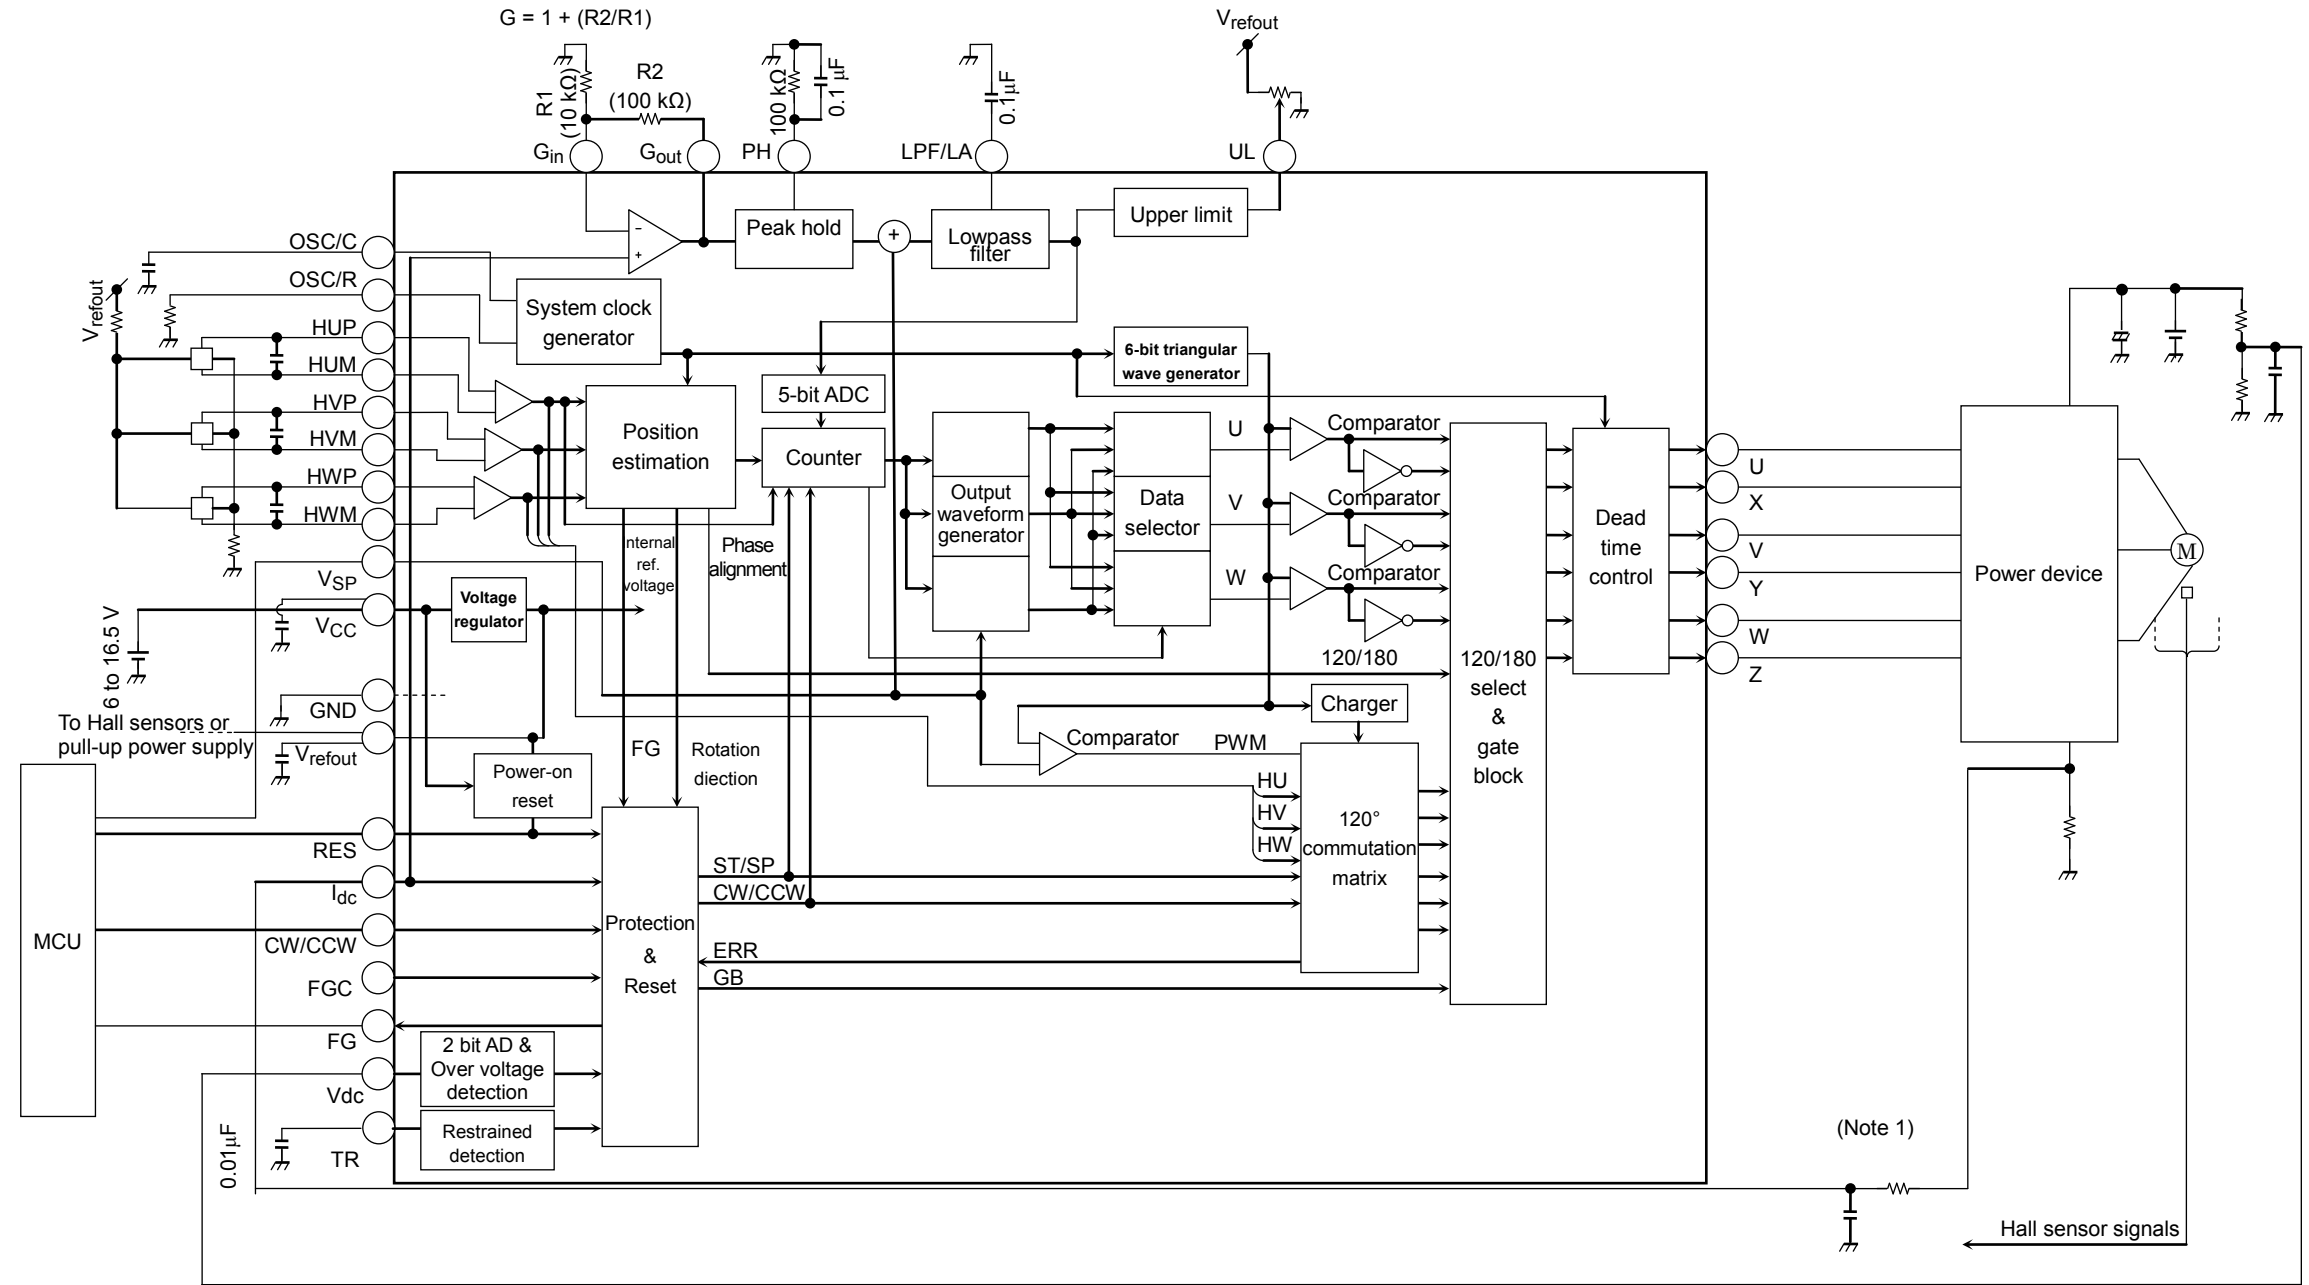 G = 1 + (R2/R1)
Vrefout
R1
(10 kΩ)
R2
(100 kΩ)
100 kΩ
0.1 μF
0.1μF
Gin
Gout
PH
LPF/LA
UL
Peak hold
+
Lowpass
filter
Upper limit
−
+
OSC/C
OSC/R
Vrefout
HUP
HUM
HVP
HVM
HWP
HWM
VSP
VCC
6 to 16.5 V
GND
To Hall sensors or
pull-up power supply
Vrefout
System clock
generator
6-bit triangular
wave generator
5-bit ADC
Position
estimation
Counter
Output
waveform
generator
Data
selector
U
V
W
Comparator
Comparator
Comparator
120/180
nternal
ref.
voltage
Phase
alignment
Voltage
regulator
Power-on
reset
FG
Rotation
diection
Charger
Comparator
PWM
HU
HV
HW
120°
commutation
matrix
120/180
select
&
gate
block
Dead
time
control
U
X
V
Y
W
Z
Power device
M
MCU
RES
Idc
CW/CCW
FGC
FG
Vdc
TR
ST/SP
CW/CCW
ERR
GB
Protection
&
Reset
2 bit AD &
Over voltage
detection
Restrained
detection
0.01μF
(Note 1)
Hall sensor signals